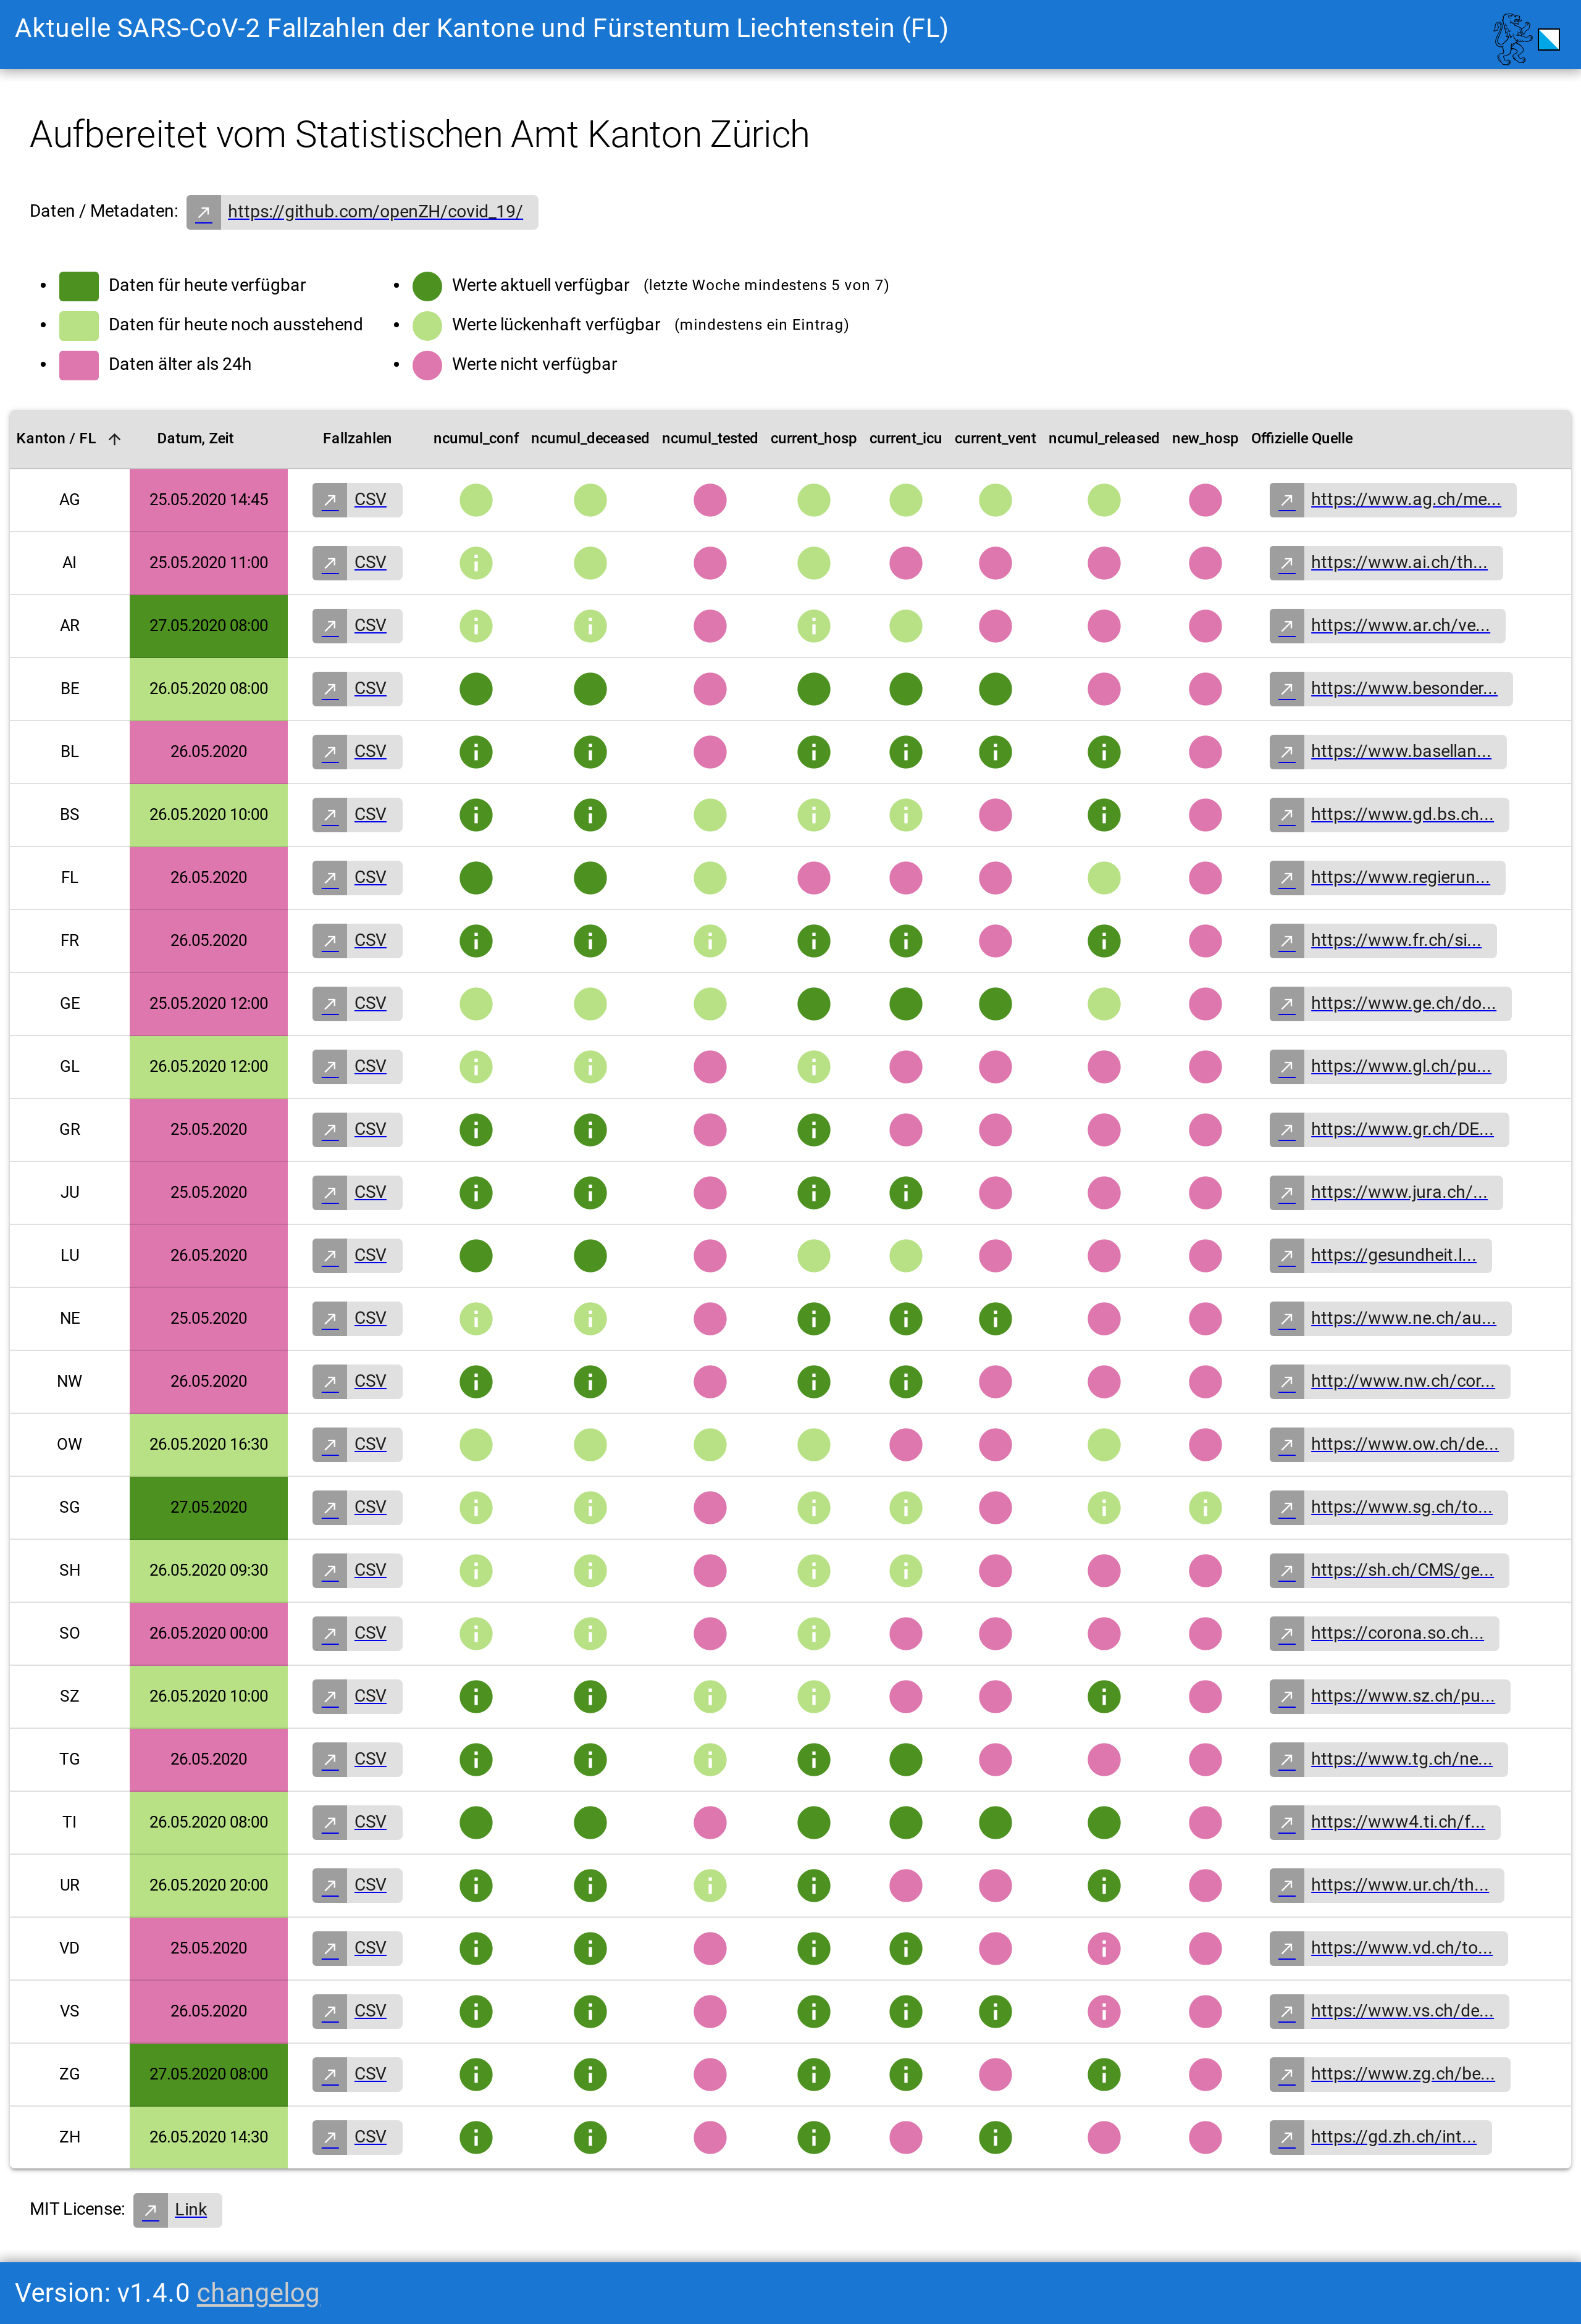 Aktuelle SARS-CoV-2 Fallzahlen der Kantone und Fürstentum Liechtenstein (FL)
Aufbereitet vom Statistischen Amt Kanton Zürich
Daten / Metadaten: https://github.com/openZH/covid_19/
Daten für heute verfügbar
Daten für heute noch ausstehend
Daten älter als 24h
Werte aktuell verfügbar (letzte Woche mindestens 5 von 7)
Werte lückenhaft verfügbar (mindestens ein Eintrag)
Werte nicht verfügbar
Kanton / FL Datum, Zeit Fallzahlen ncumul_conf ncumul_deceased ncumul_tested current_hosp current_icu current_vent ncumul_released new_hosp Offizielle Quelle
AG 25.05.2020 14:45 CSV https://www.ag.ch/me...
AI 25.05.2020 11:00 CSV https://www.ai.ch/th...
AR 27.05.2020 08:00 CSV https://www.ar.ch/ve...
BE 26.05.2020 08:00 CSV https://www.besonder...
BL 26.05.2020 CSV https://www.basellan...
BS 26.05.2020 10:00 CSV https://www.gd.bs.ch...
FL 26.05.2020 CSV https://www.regierun...
FR 26.05.2020 CSV https://www.fr.ch/si...
GE 25.05.2020 12:00 CSV https://www.ge.ch/do...
GL 26.05.2020 12:00 CSV https://www.gl.ch/pu...
GR 25.05.2020 CSV https://www.gr.ch/DE...
JU 25.05.2020 CSV https://www.jura.ch/...
LU 26.05.2020 CSV https://gesundheit.l...
NE 25.05.2020 CSV https://www.ne.ch/au...
NW 26.05.2020 CSV http://www.nw.ch/cor...
OW 26.05.2020 16:30 CSV https://www.ow.ch/de...
SG 27.05.2020 CSV https://www.sg.ch/to...
SH 26.05.2020 09:30 CSV https://sh.ch/CMS/ge...
SO 26.05.2020 00:00 CSV https://corona.so.ch...
SZ 26.05.2020 10:00 CSV https://www.sz.ch/pu...
TG 26.05.2020 CSV https://www.tg.ch/ne...
TI 26.05.2020 08:00 CSV https://www4.ti.ch/f...
UR 26.05.2020 20:00 CSV https://www.ur.ch/th...
VD 25.05.2020 CSV https://www.vd.ch/to...
VS 26.05.2020 CSV https://www.vs.ch/de...
ZG 27.05.2020 08:00 CSV https://www.zg.ch/be...
ZH 26.05.2020 14:30 CSV https://gd.zh.ch/int...
MIT License: Link
Version: v1.4.0 changelog